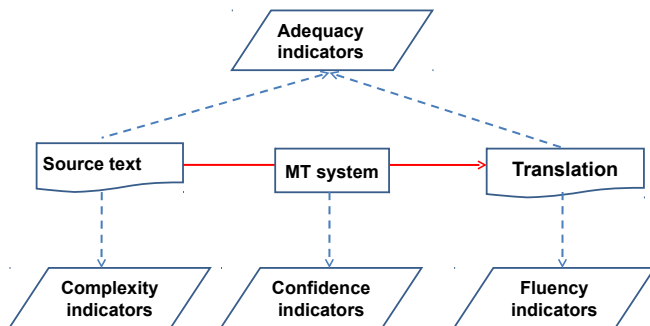 Adequacy
indicators
Source text
MT system
Translation
Complexity
indicators
Confidence
indicators
Fluency
indicators